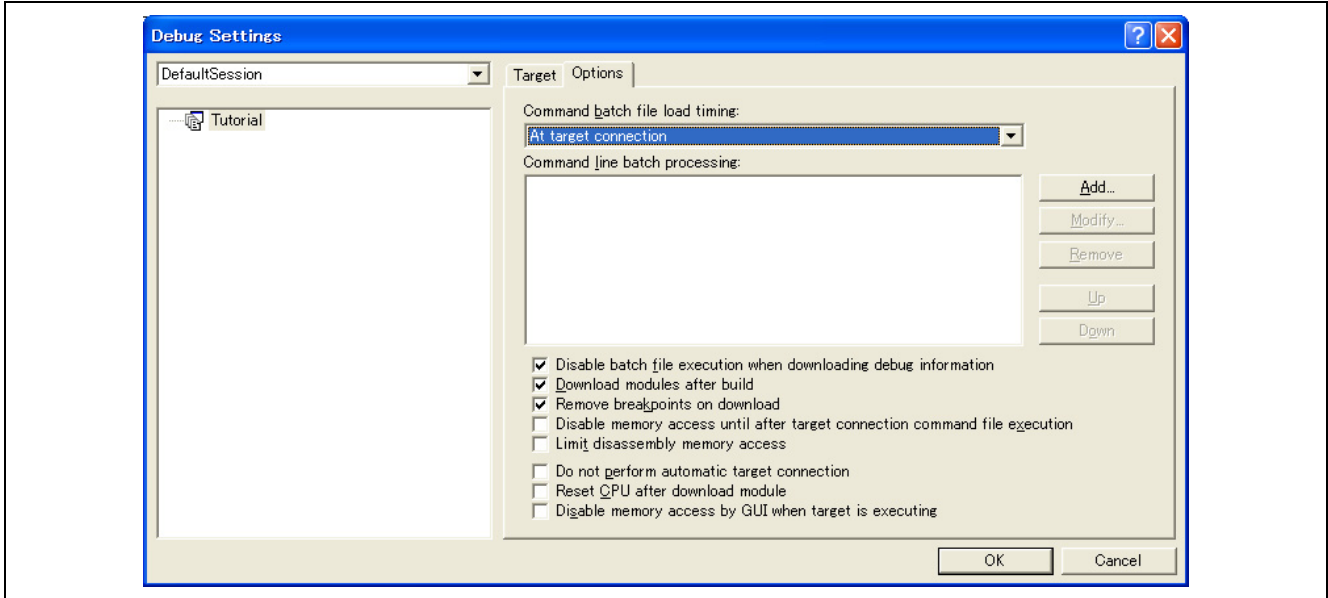 Debug Settings
DefaultSession
Target Options
Tutorial
Command batch file load timing:
At target connection
Command line batch processing:
Add...
Modify...
Remove
Up
Down
Disable batch file execution when downloading debug information
Download modules after build
Remove breakpoints on download
Disable memory access until after target connection command file execution
Limit disassembly memory access
Do not perform automatic target connection
Reset CPU after download module
Disable memory access by GUI when target is executing
OK Cancel